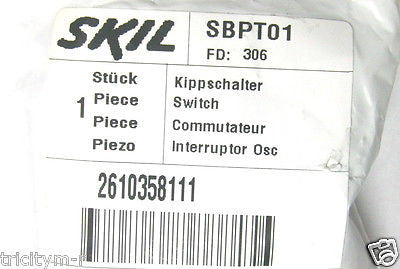 SKIL
SBPT01
FD: 306
Stück Kippschalter
1 Piece Switch
Piece Commutateur
Piezo Interruptor Osc
2610358111